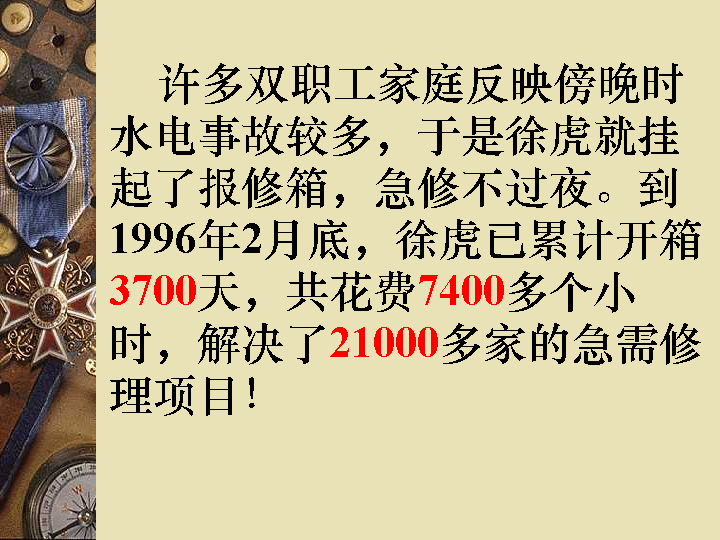 许多双职工家庭反映傍晚时
水电事故较多，于是徐虎就挂
起了报修箱，急修不过夜。到
1996年2月底，徐虎已累计开箱
3700天，共花费7400多个小
时，解决了21000多家的急需修
理项目！